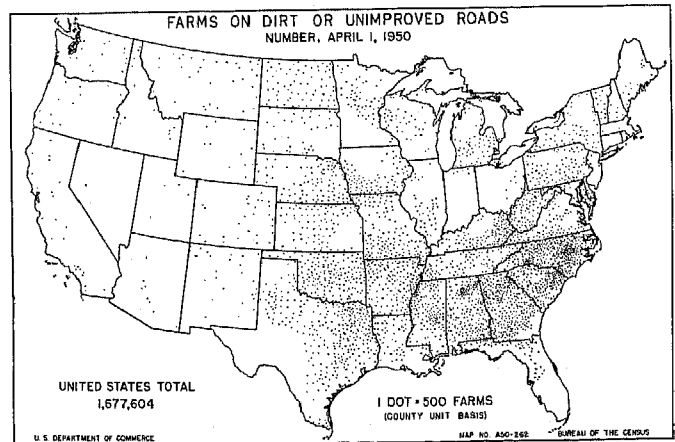 FARMS ON DIRT OR UNIMPROVED ROADS
NUMBER, APRIL 1, 1950
UNITED STATES TOTAL
1,677,604
1 DOT = 500 FARMS
(COUNTY UNIT BASIS)
U. S. DEPARTMENT OF COMMERCE
MAP NO. A50-262
BUREAU OF THE CENSUS